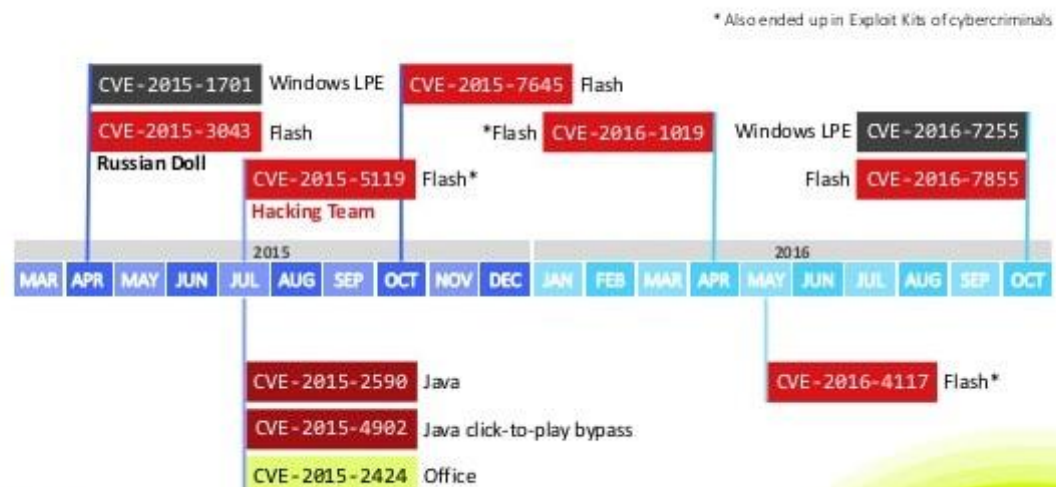 * Also ended up in Exploit Kits of cybercriminals
CVE-2015-1701 Windows LPE
CVE-2015-7645 Flash
CVE-2015-3043 Flash
*Flash CVE-2016-1019
Windows LPE CVE-2016-7255
Russian Doll
CVE-2015-5119 Flash*
Flash CVE-2016-7855
Hacking Team
2015 2016
MAR APR MAY JUN JUL AUG SEP OCT NOV DEC JAN FEB MAR APR MAY JUN JUL AUG SEP OCT
CVE-2015-2590 Java
CVE-2016-4117 Flash*
CVE-2015-4902 Java click-to-play bypass
CVE-2015-2424 Office